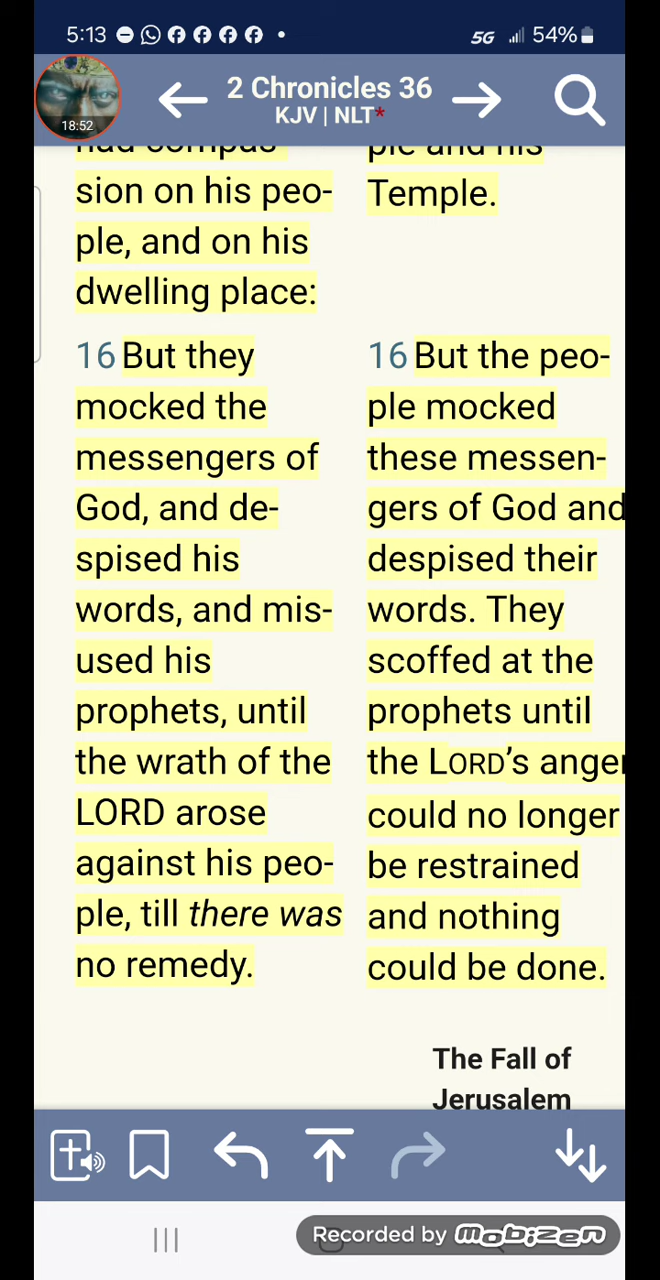 5:13
5G
54%
2 Chronicles 36
KJV | NLT*
18:52
had compas-
sion on his peo-
ple, and on his
dwelling place:
16 But they
mocked the
messengers of
God, and de-
spised his
words, and mis-
used his
prophets, until
the wrath of the
LORD arose
against his peo-
ple, till there was
no remedy.
ple and his
Temple.
16 But the peo-
ple mocked
these messen-
gers of God and
despised their
words. They
scoffed at the
prophets until
the LORD’s anger
could no longer
be restrained
and nothing
could be done.
The Fall of
Jerusalem
Recorded by mobizen